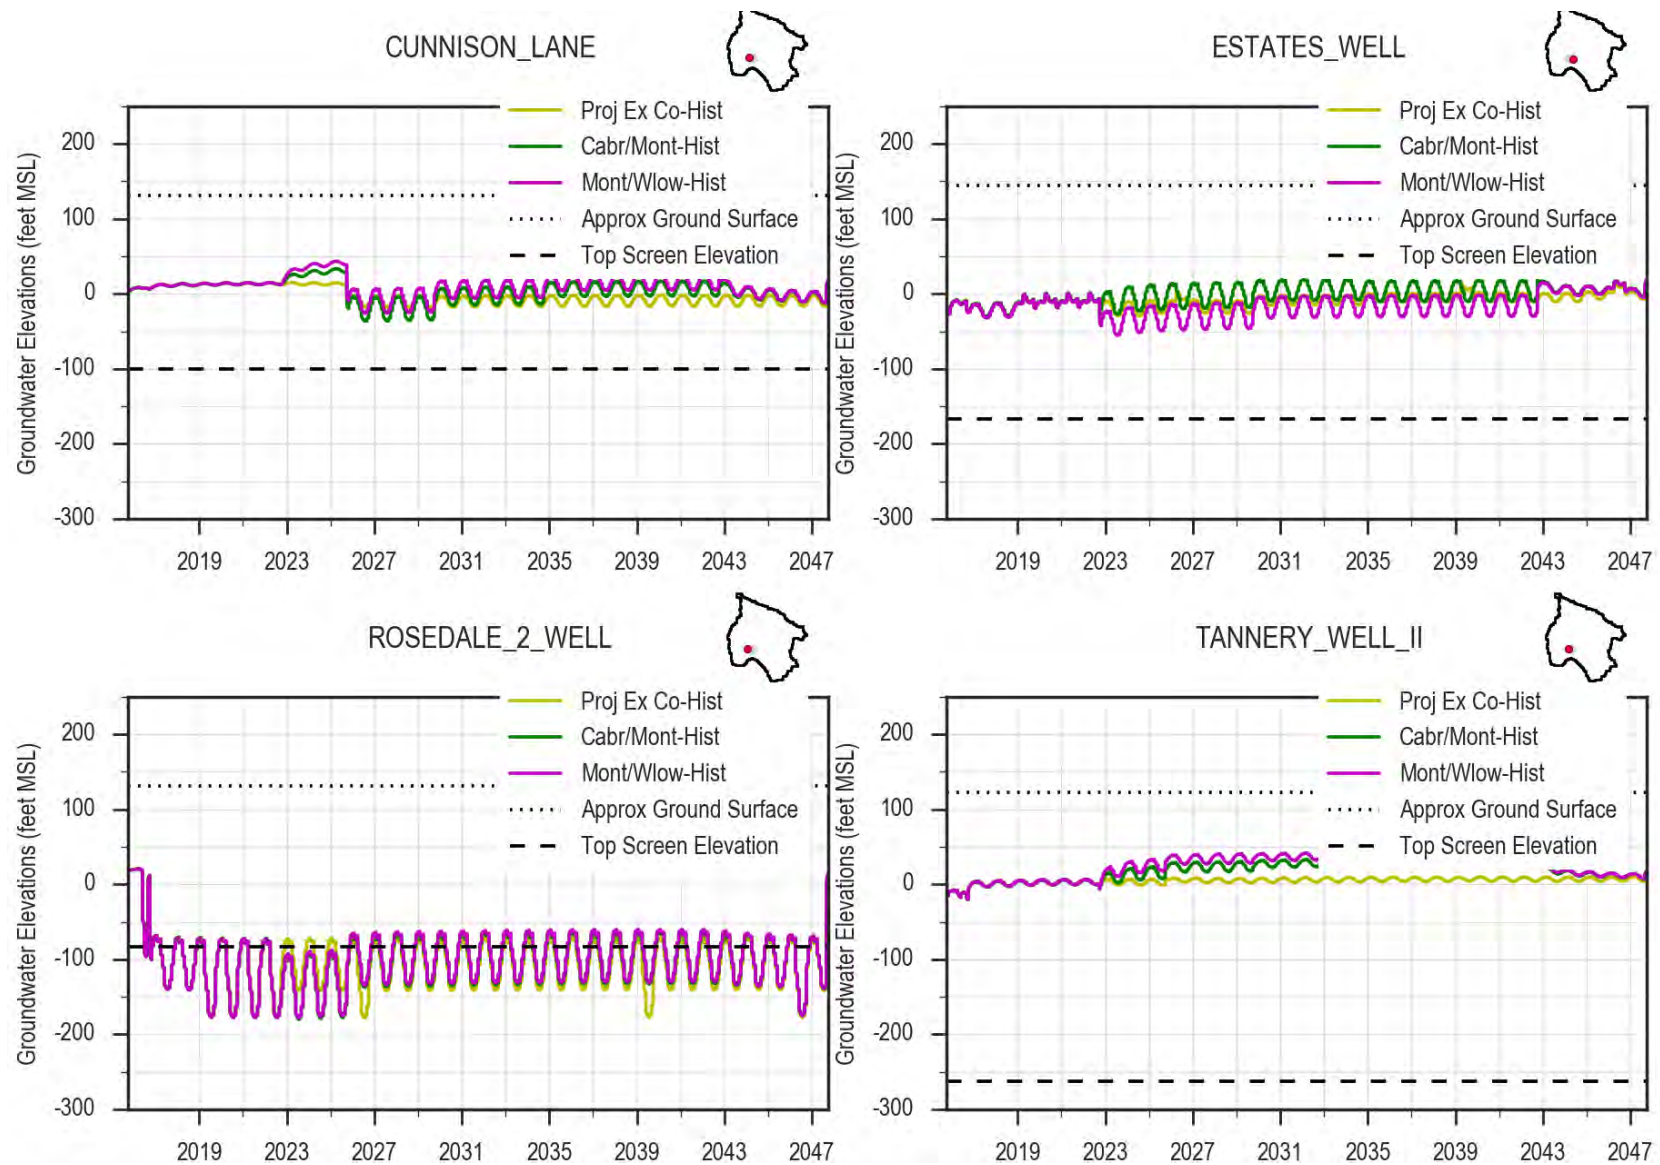 CUNNISON_LANE
Groundwater Elevations (feet MSL)
200
100
0
-100
-200
-300
2019 2023 2027 2031 2035 2039 2043 2047
Proj Ex Co-Hist
Cabr/Mont-Hist
Mont/Wlow-Hist
Approx Ground Surface
Top Screen Elevation
ESTATES_WELL
Groundwater Elevations (feet MSL)
200
100
0
-100
-200
-300
2019 2023 2027 2031 2035 2039 2043 2047
Proj Ex Co-Hist
Cabr/Mont-Hist
Mont/Wlow-Hist
Approx Ground Surface
Top Screen Elevation
ROSEDALE_2_WELL
Groundwater Elevations (feet MSL)
200
100
0
-100
-200
-300
2019 2023 2027 2031 2035 2039 2043 2047
Proj Ex Co-Hist
Cabr/Mont-Hist
Mont/Wlow-Hist
Approx Ground Surface
Top Screen Elevation
TANNERY_WELL_II
Groundwater Elevations (feet MSL)
200
100
0
-100
-200
-300
2019 2023 2027 2031 2035 2039 2043 2047
Proj Ex Co-Hist
Cabr/Mont-Hist
Mont/Wlow-Hist
Approx Ground Surface
Top Screen Elevation